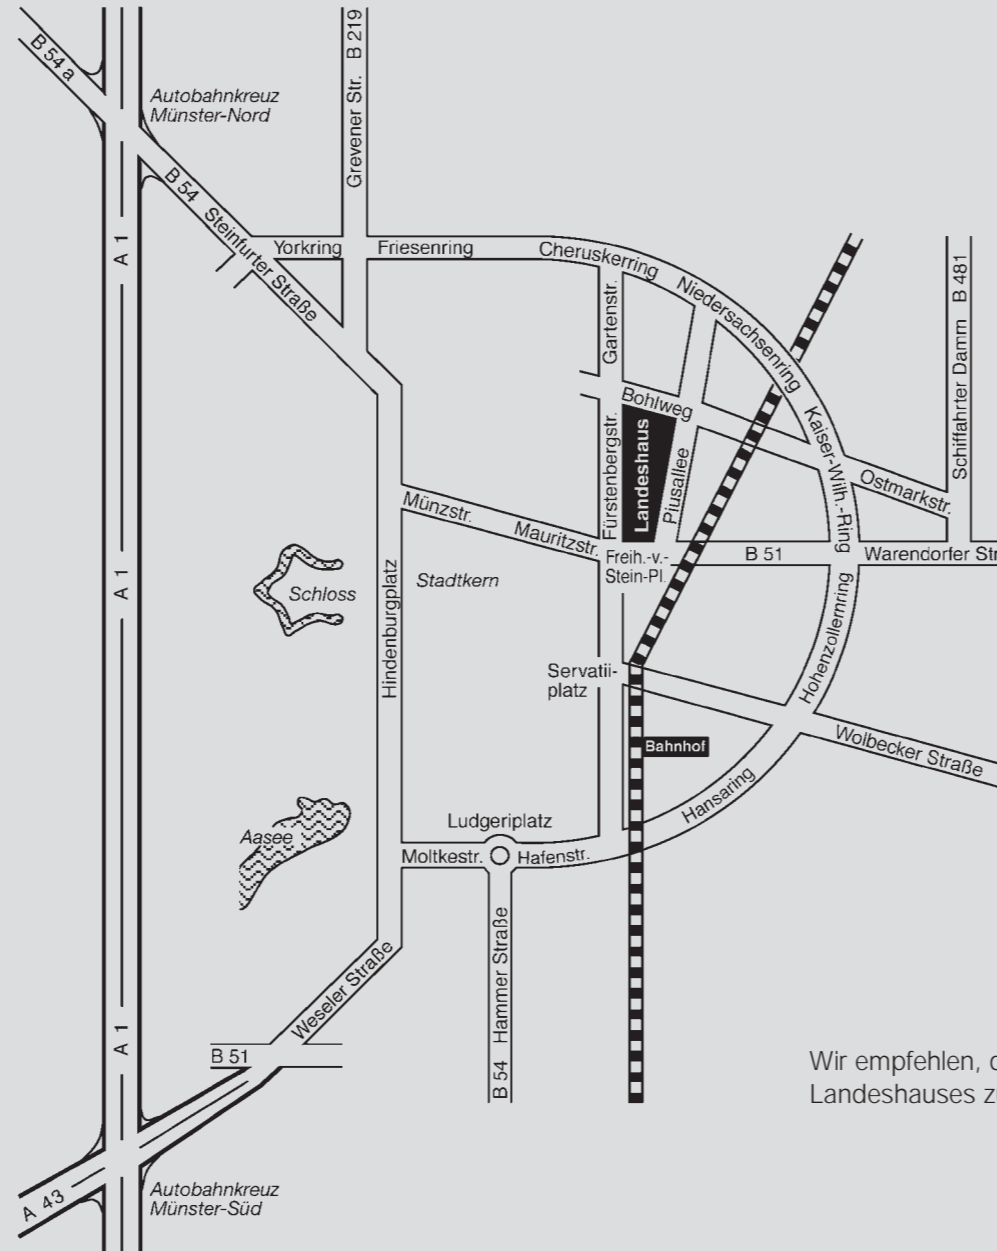 B 54 a
Autobahnkreuz
Münster-Nord
Grevener Str. B 219
B 54 Steinfurter Straße
A 1
Yorkring
Friesenring
Cheruskerring
Niedersachsenring
Gartenstr.
Schiffahrter Damm B 481
Bohlweg
Kaiser-Wilh.-Ring
Landeshaus
Fürstenbergstr.
Piusallee
Ostmarkstr.
Münzstr.
Mauritzstr.
Freih.-v.-
Stein-Pl.
B 51
Warendorfer Str
A 1
Schloss
Hindenburgplatz
Stadtkern
Hohenzollernring
Servatii-
platz
Wolbecker Straße
Bahnhof
Hansaring
Aasee
Ludgeriplatz
Moltkestr.
Hafenstr.
Hammer Straße
B 54
Weseler Straße
A 1
B 51
Wir empfehlen,
Landeshauses
A 43
Autobahnkreuz
Münster-Süd